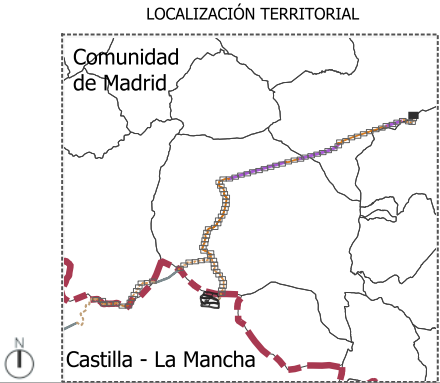 LOCALIZACIÓN TERRITORIAL
Comunidad
de Madrid
Castilla - La Mancha
N